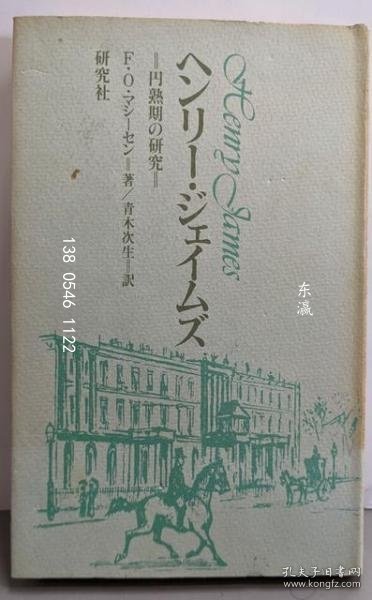 Henry James
ヘンリー・ジェイムズ
=円熟期の研究=
F・O・マシーセン=著/青木次生=訳
研究社
138 0546 1122
东瀛
孔夫子旧书网
www.kongfz.com